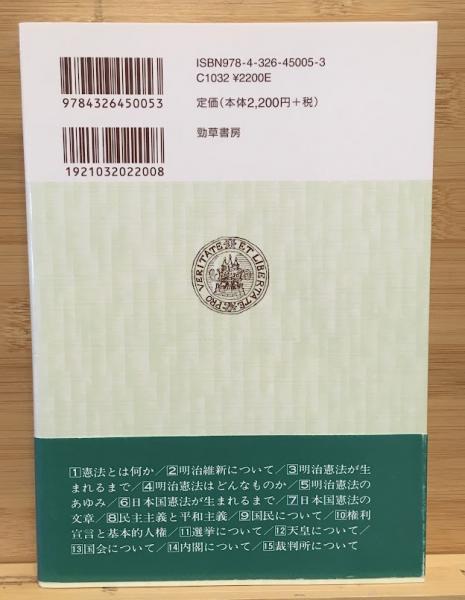 ISBN978-4-326-45005-3
C1032 ¥2200E
定価(本体2,200円+税)
9784326450053
勁草書房
1921032022008
PRO VERITATE ET LIBERTATE
1憲法とは何か/2明治維新について/3明治憲法が生
まれるまで/4明治憲法はどんなものか/5明治憲法の
あゆみ/6日本国憲法が生まれるまで/7日本国憲法の
文章/8民主主義と平和主義/9国民について/10権利
宣言と基本的人権/11選挙について/12天皇について/
13国会について/14内閣について/15裁判所について